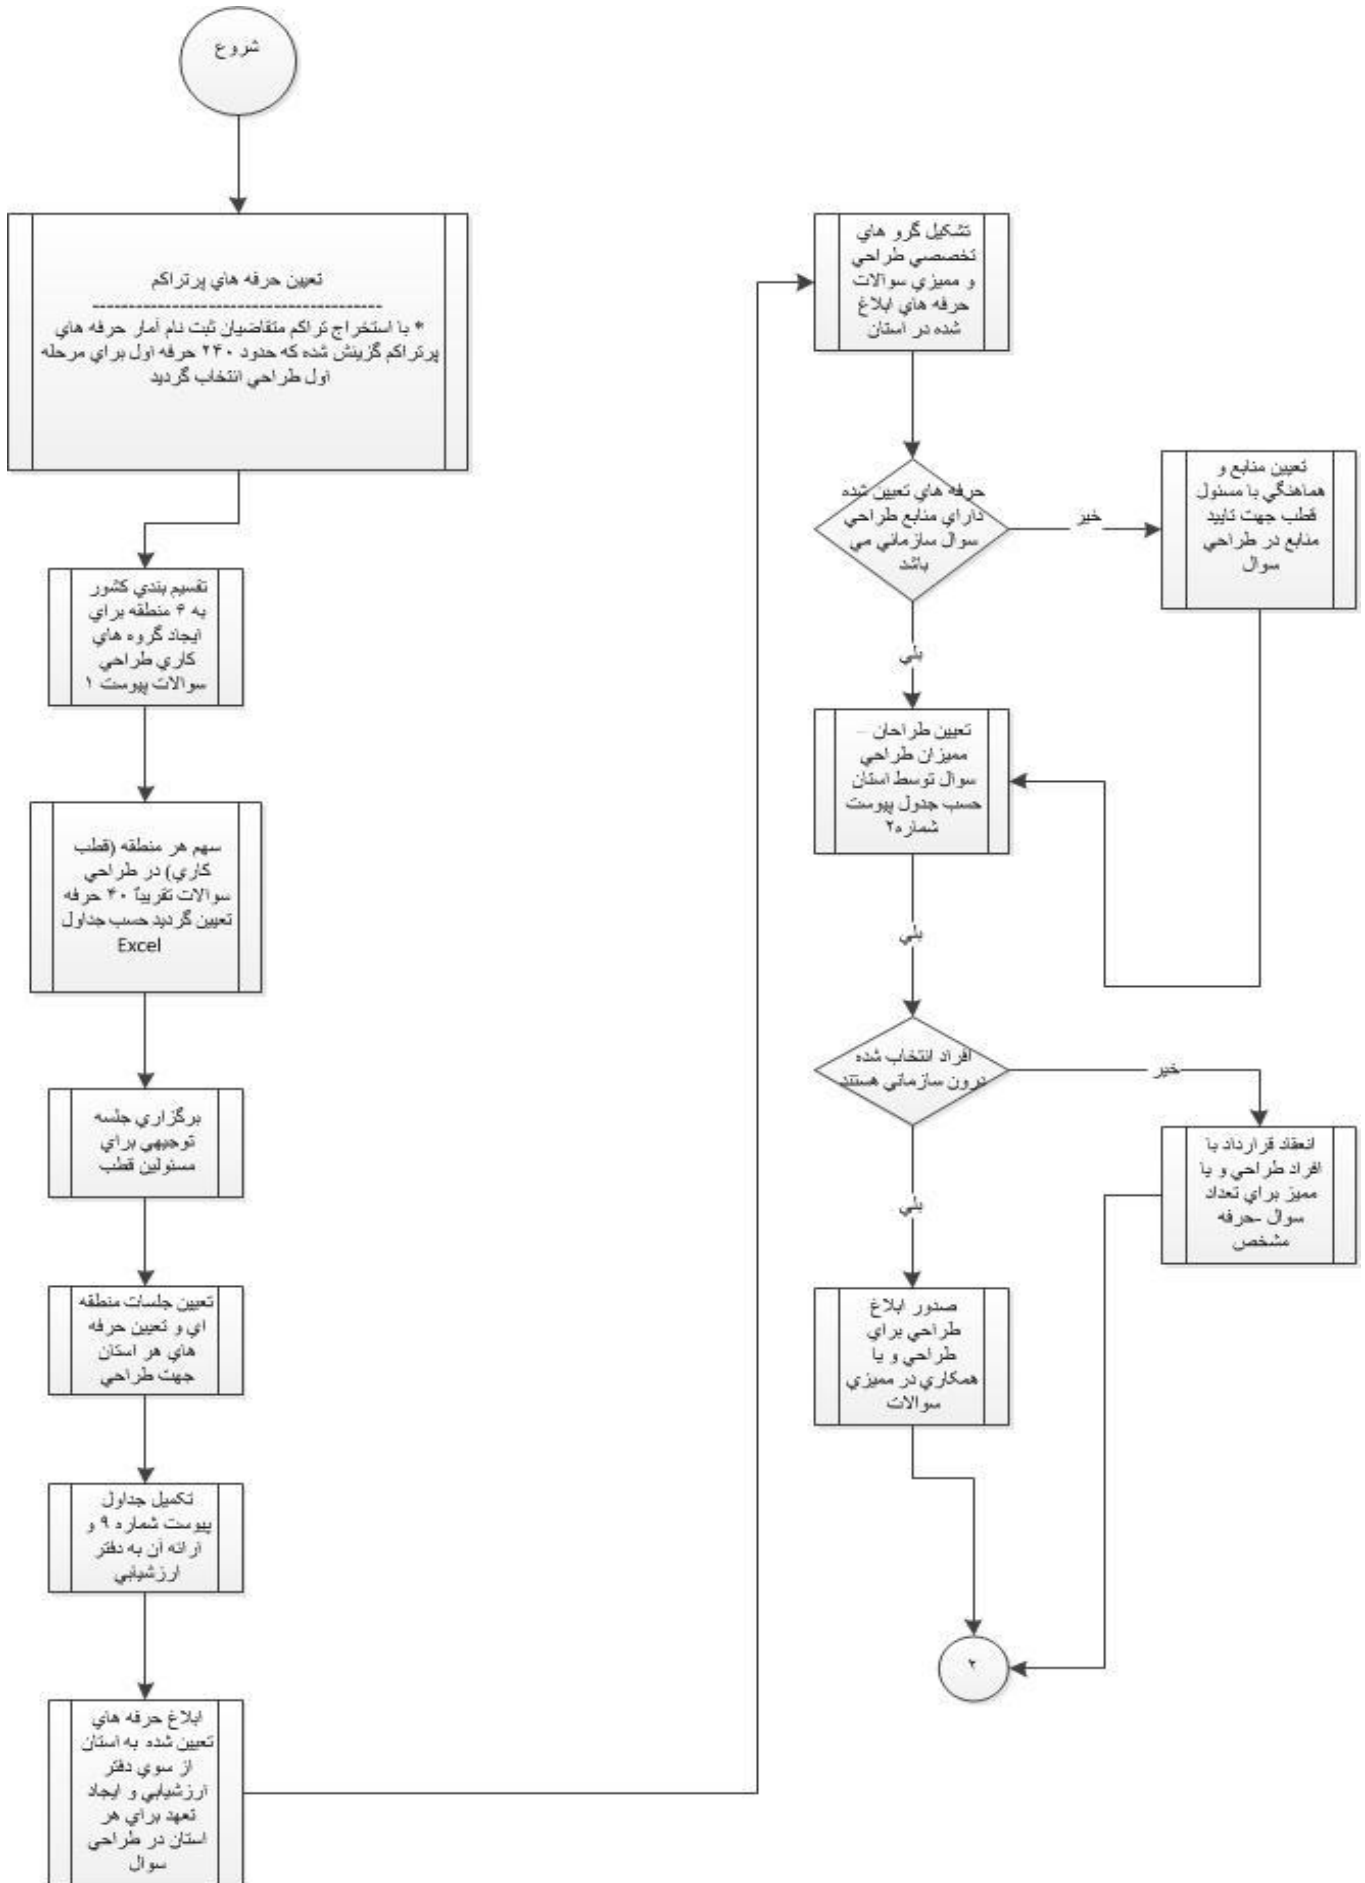 شروع
تعيين حرفه هاي پرتراكم
----------------------------------------
* با استخراج تراكم متقاضيان ثبت نام آمار حرفه هاي
پرتراكم گزينش شده كه حدود ۲۴۰ حرفه اول براي مرحله
اول طراحي انتخاب گرديد
تقسيم بندي كشور
به ۶ منطقه براي
ايجاد گروه هاي
كاري طراحي
سوالات پيوست ۱
سهم هر منطقه (قطب
كاري) در طراحي
سوالات تقريباً ۴۰ حرفه
تعيين گرديد حسب جداول
Excel
برگزاري جلسه
توجيهي براي
مسئولين قطب
تعيين جلسات منطقه
اي و تعيين حرفه
هاي هر استان
جهت طراحي
تكميل جداول
پيوست شماره ۹ و
ارائه آن به دفتر
ارزشيابي
ابلاغ حرفه هاي
تعيين شده به استان
از سوي دفتر
ارزشيابي و ايجاد
تعهد براي هر
استان در طراحي
سوال
تشكيل گرو هاي
تخصصي طراحي
و مميزي سوالات
حرفه هاي ابلاغ
شده در استان
حرفه هاي تعيين شده
داراي منابع طراحي
سوال سازماني مي
باشد
خير
تعيين منابع و
هماهنگي با مسئول
قطب جهت تاييد
منابع در طراحي
سوال
بلي
تعيين طراحان –
مميزان طراحي
سوال توسط استان
حسب جدول پيوست
شماره۲
بلي
افراد انتخاب شده
درون سازماني هستند
خير
انعقاد قرارداد با
افراد طراحي و يا
مميز براي تعداد
سوال -حرفه
مشخص
بلي
صدور ابلاغ
طراحي براي
طراحي و يا
همكاري در مميزي
سوالات
۲